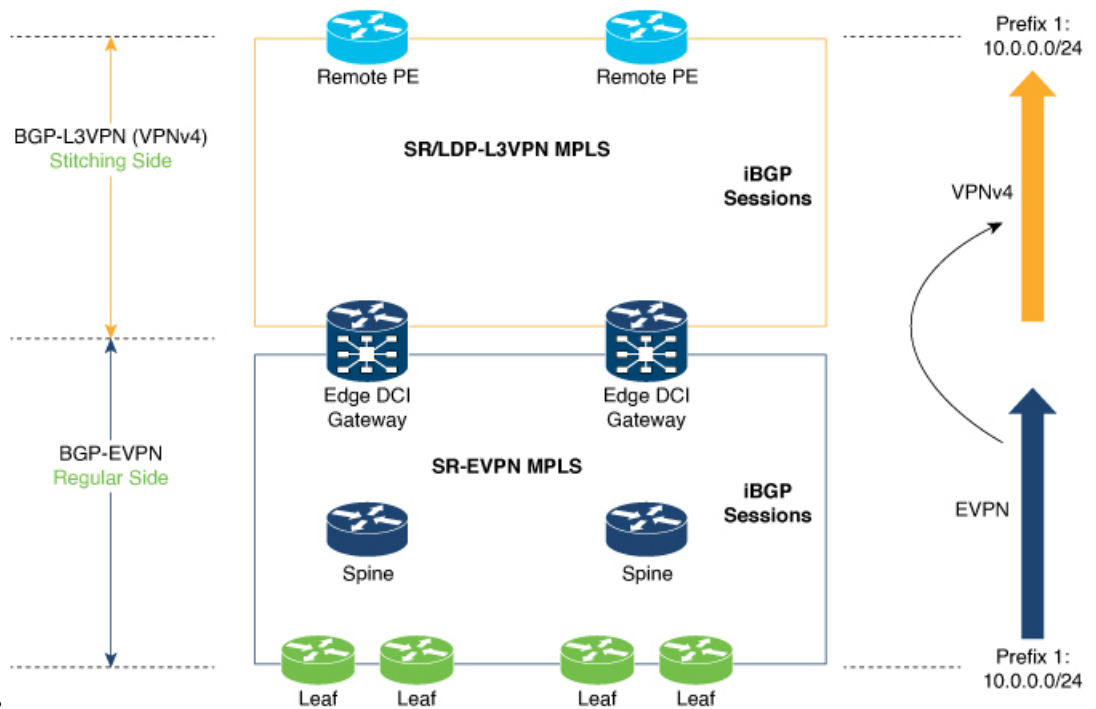 Prefix 1:
10.0.0.0/24
Remote PE
Remote PE
BGP-L3VPN (VPNv4)
Stitching Side
SR/LDP-L3VPN MPLS
iBGP
Sessions
VPNv4
Edge DCI
Gateway
Edge DCI
Gateway
BGP-EVPN
Regular Side
SR-EVPN MPLS
iBGP
Sessions
EVPN
Spine
Spine
Prefix 1:
10.0.0.0/24
Leaf
Leaf
Leaf
Leaf